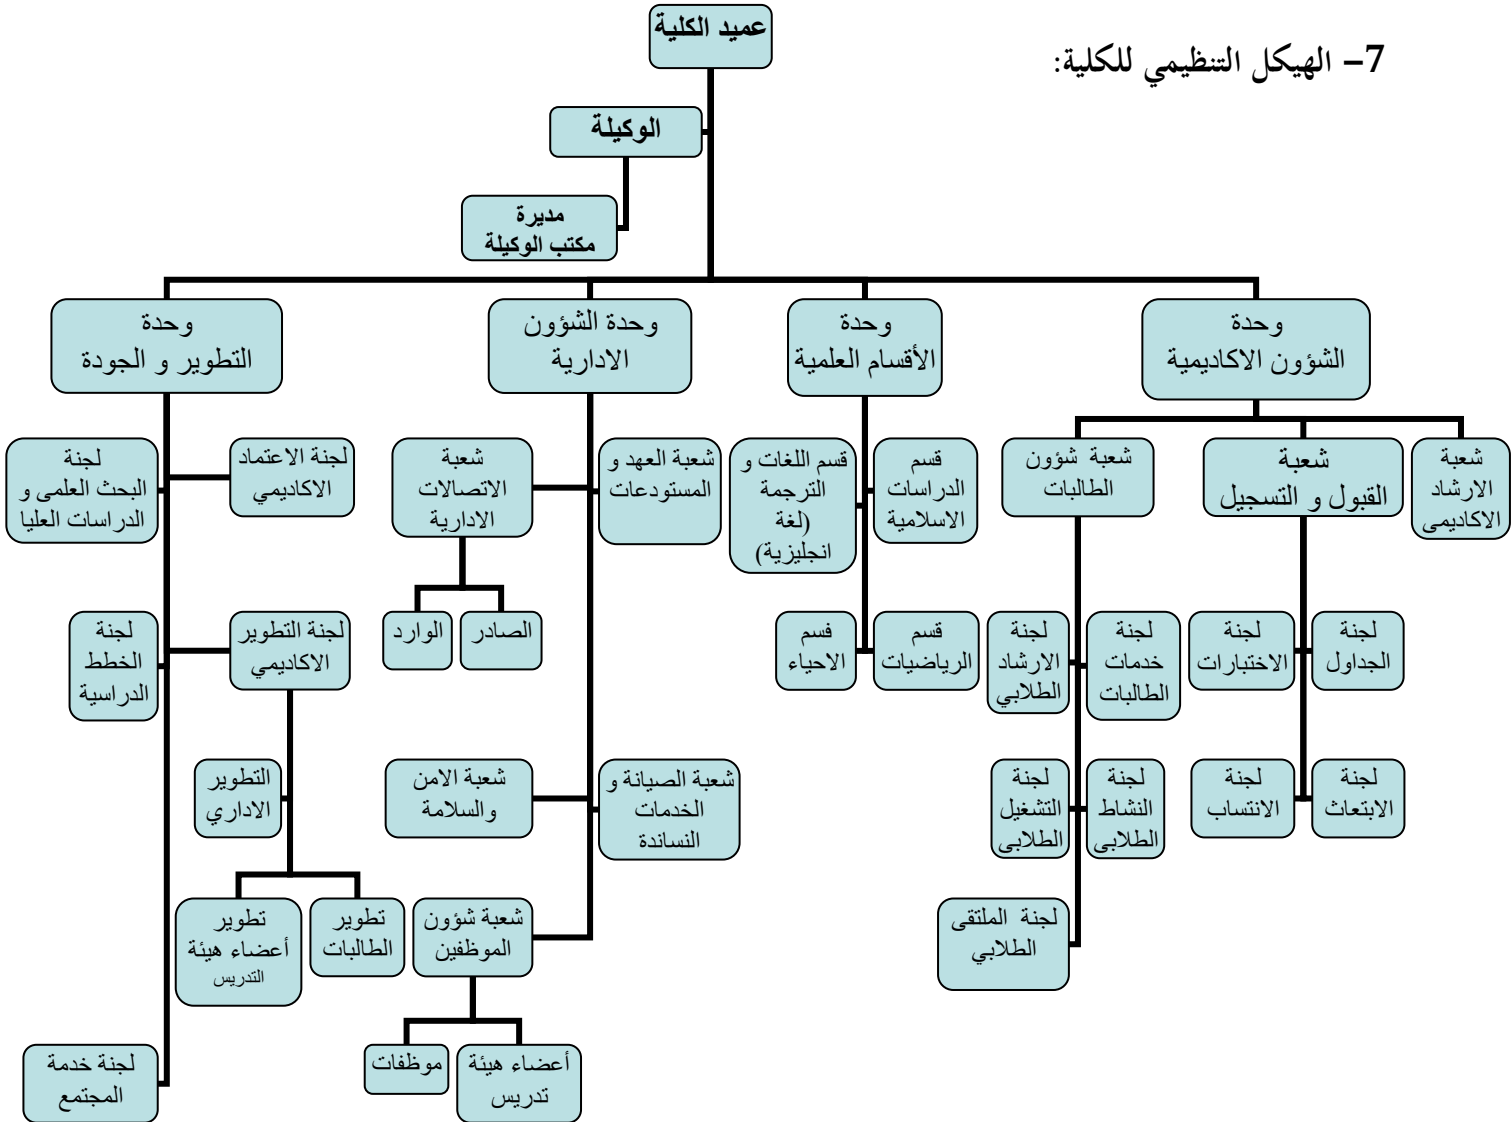 7– الهيكل التنظيمي للكلية:
عميد الكلية
الوكيلة
مديرة
مكتب الوكيلة
وحدة
الشؤون الاكاديمية
وحدة
الأقسام العلمية
وحدة الشؤون
الادارية
وحدة
التطوير و الجودة
شعبة
الارشاد
الاكاديمى
شعبة
القبول و التسجيل
شعبة شؤون
الطالبات
قسم
الدراسات
الاسلامية
قسم اللغات و
الترجمة
(لغة
انجليزية)
شعبة العهد و
المستودعات
شعبة
الاتصالات
الادارية
لجنة الاعتماد
الاكاديمي
لجنة
البحث العلمى و
الدراسات العليا
لجنة
الجداول
لجنة
الاختبارات
لجنة
خدمات
الطالبات
لجنة
الارشاد
الطلابي
قسم
الرياضيات
قسم
الاحياء
الصادر
الوارد
لجنة التطوير
الاكاديمي
لجنة
الخطط
الدراسية
لجنة
الابتعاث
لجنة
الانتساب
لجنة
النشاط
الطلابى
لجنة
التشغيل
الطلابى
شعبة الصيانة و
الخدمات
النساندة
شعبة الامن
والسلامة
التطوير
الاداري
لجنة الملتقى
الطلابي
شعبة شؤون
الموظفين
تطوير
الطالبات
تطوير
أعضاء هيئة
التدريس
أعضاء هيئة
تدريس
موظفات
لجنة خدمة
المجتمع